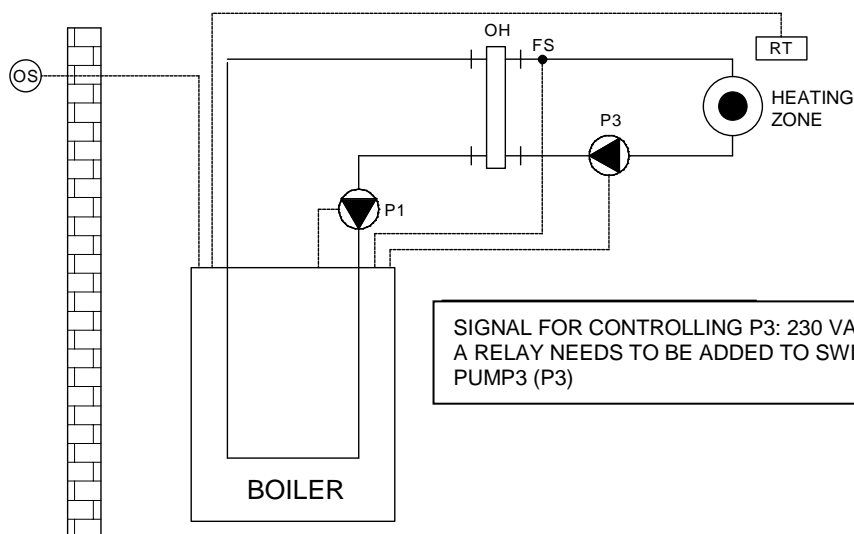 OH
FS
RT
OS
HEATING
ZONE
P3
P1
SIGNAL FOR CONTROLLING P3: 230 VA
A RELAY NEEDS TO BE ADDED TO
PUMP3 (P3)
BOILER